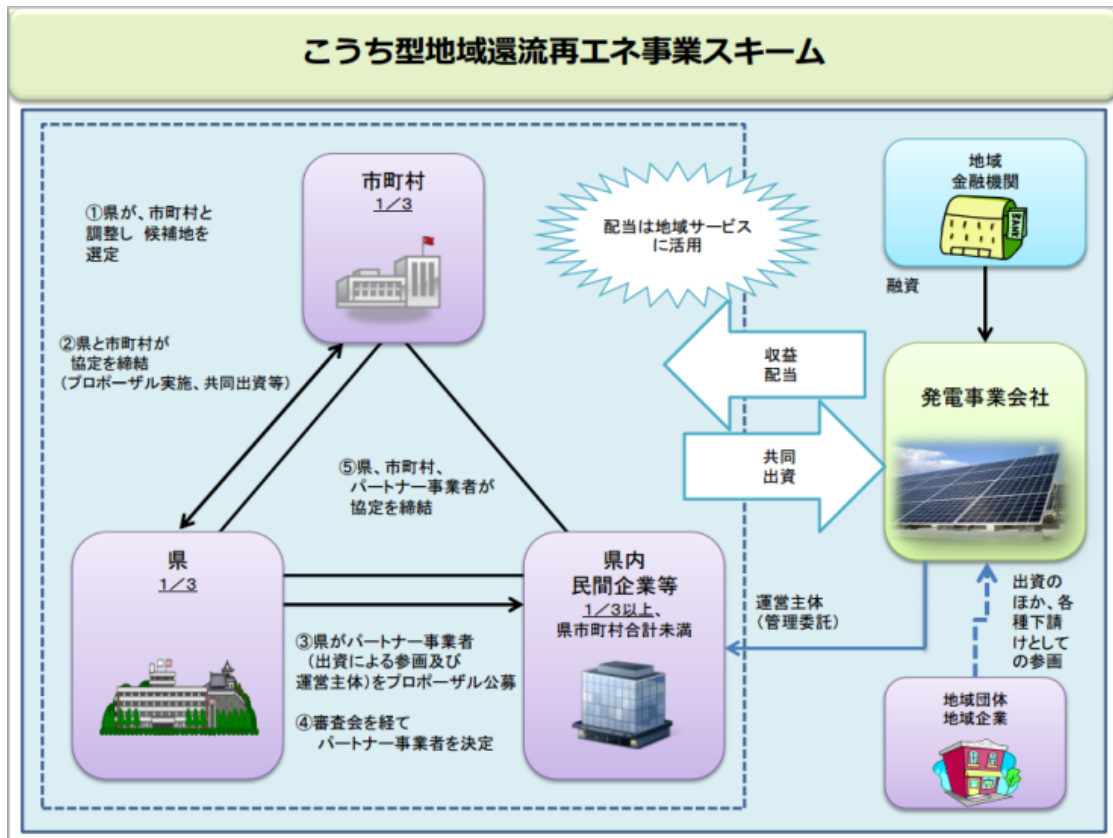 こうち型地域還流再エネ事業スキーム
市町村
1/3
①県が、市町村と
調整し 候補地を
選定
配当は地域サービス
に活用
地域
金融機関
BANK
融資
②県と市町村が
協定を締結
(プロポーザル実施、共同出資等)
収益
配当
発電事業会社
共同
出資
⑤県、市町村、
パートナー事業者が
協定を締結
県
1/3
県内
民間企業等
1/3以上、
県市町村合計未満
運営主体
(管理委託)
出資の
ほか、各
種下請
けとして
の参画
③県がパートナー事業者
(出資による参画及び
運営主体)をプロポーザル公募
④審査会を経て
パートナー事業者を決定
地域団体
地域企業